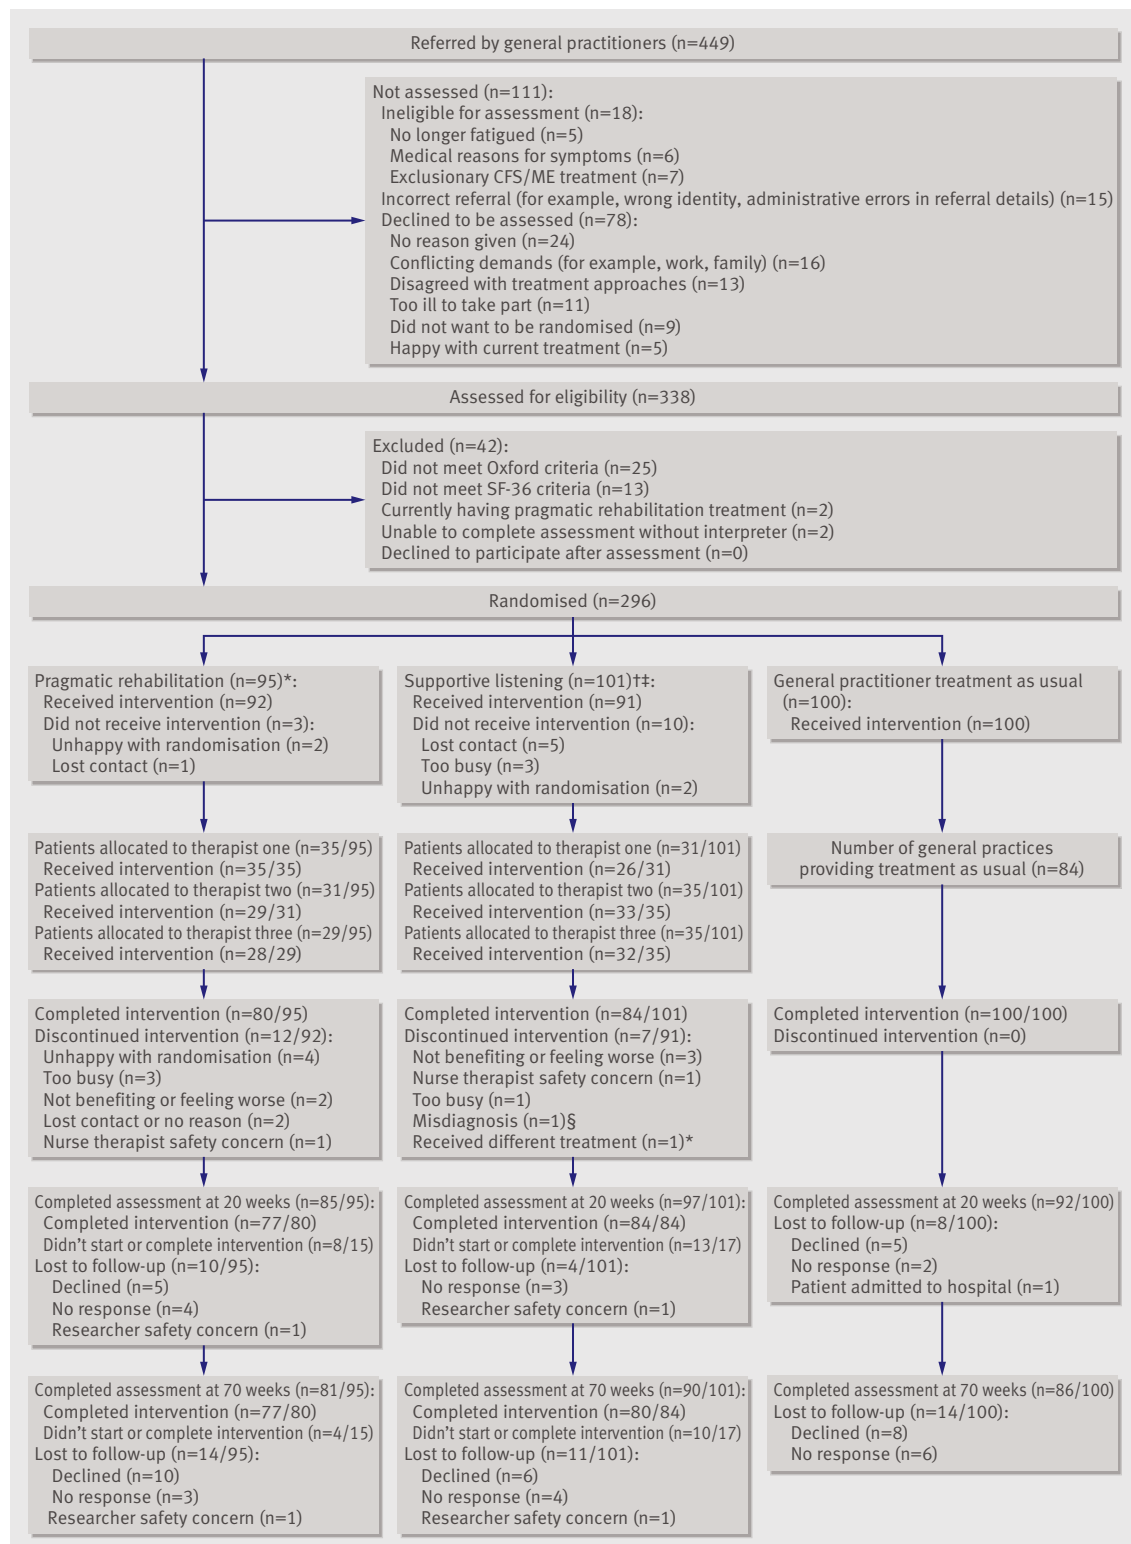 Referred by general practitioners (n=449)
Not assessed (n=111):
Ineligible for assessment (n=18):
No longer fatigued (n=5)
Medical reasons for symptoms (n=6)
Exclusionary CFS/ME treatment (n=7)
Incorrect referral (for example, wrong identity, administrative errors in referral details) (n=15)
Declined to be assessed (n=78):
No reason given (n=24)
Conflicting demands (for example, work, family) (n=16)
Disagreed with treatment approaches (n=13)
Too ill to take part (n=11)
Did not want to be randomised (n=9)
Happy with current treatment (n=5)
Assessed for eligibility (n=338)
Excluded (n=42):
Did not meet Oxford criteria (n=25)
Did not meet SF-36 criteria (n=13)
Currently having pragmatic rehabilitation treatment (n=2)
Unable to complete assessment without interpreter (n=2)
Declined to participate after assessment (n=0)
Randomised (n=296)
Pragmatic rehabilitation (n=95)*:
Received intervention (n=92)
Did not receive intervention (n=3):
Unhappy with randomisation (n=2)
Lost contact (n=1)
Supportive listening (n=101)†‡:
Received intervention (n=91)
Did not receive intervention (n=10):
Lost contact (n=5)
Too busy (n=3)
Unhappy with randomisation (n=2)
General practitioner treatment as usual
(n=100):
Received intervention (n=100)
Patients allocated to therapist one (n=35/95)
Received intervention (n=35/35)
Patients allocated to therapist two (n=31/95)
Received intervention (n=29/31)
Patients allocated to therapist three (n=29/95)
Received intervention (n=28/29)
Patients allocated to therapist one (n=31/101)
Received intervention (n=26/31)
Patients allocated to therapist two (n=35/101)
Received intervention (n=33/35)
Patients allocated to therapist three (n=35/101)
Received intervention (n=32/35)
Number of general practices
providing treatment as usual (n=84)
Completed intervention (n=80/95)
Discontinued intervention (n=12/92):
Unhappy with randomisation (n=4)
Too busy (n=3)
Not benefiting or feeling worse (n=2)
Lost contact or no reason (n=2)
Nurse therapist safety concern (n=1)
Completed intervention (n=84/101)
Discontinued intervention (n=7/91):
Not benefiting or feeling worse (n=3)
Nurse therapist safety concern (n=1)
Too busy (n=1)
Misdiagnosis (n=1)§
Received different treatment (n=1)*
Completed intervention (n=100/100)
Discontinued intervention (n=0)
Completed assessment at 20 weeks (n=85/95):
Completed intervention (n=77/80)
Didn't start or complete intervention (n=8/15)
Lost to follow-up (n=10/95):
Declined (n=5)
No response (n=4)
Researcher safety concern (n=1)
Completed assessment at 20 weeks (n=97/101):
Completed intervention (n=84/84)
Didn't start or complete intervention (n=13/17)
Lost to follow-up (n=4/101):
No response (n=3)
Researcher safety concern (n=1)
Completed assessment at 20 weeks (n=92/100)
Lost to follow-up (n=8/100):
Declined (n=5)
No response (n=2)
Patient admitted to hospital (n=1)
Completed assessment at 70 weeks (n=81/95):
Completed intervention (n=77/80)
Didn't start or complete intervention (n=4/15)
Lost to follow-up (n=14/95):
Declined (n=10)
No response (n=3)
Researcher safety concern (n=1)
Completed assessment at 70 weeks (n=90/101):
Completed intervention (n=80/84)
Didn't start or complete intervention (n=10/17)
Lost to follow-up (n=11/101):
Declined (n=6)
No response (n=4)
Researcher safety concern (n=1)
Completed assessment at 70 weeks (n=86/100)
Lost to follow-up (n=14/100):
Declined (n=8)
No response (n=6)